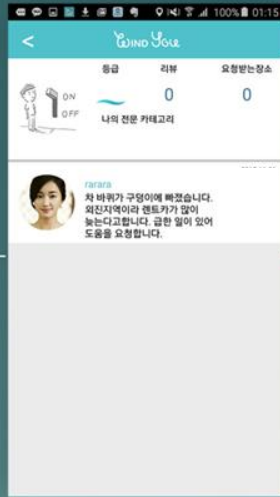 100% 01:15
< WIND YOU
등급 리뷰 요청받는장소
ON
OFF
0 0
나의 전문 카테고리
rarara
차 바퀴가 구덩이에 빠졌습니다.
외진지역이라 렌트카가 많이
늦는다고합니다. 급한 일이 있어
도움을 요청합니다.